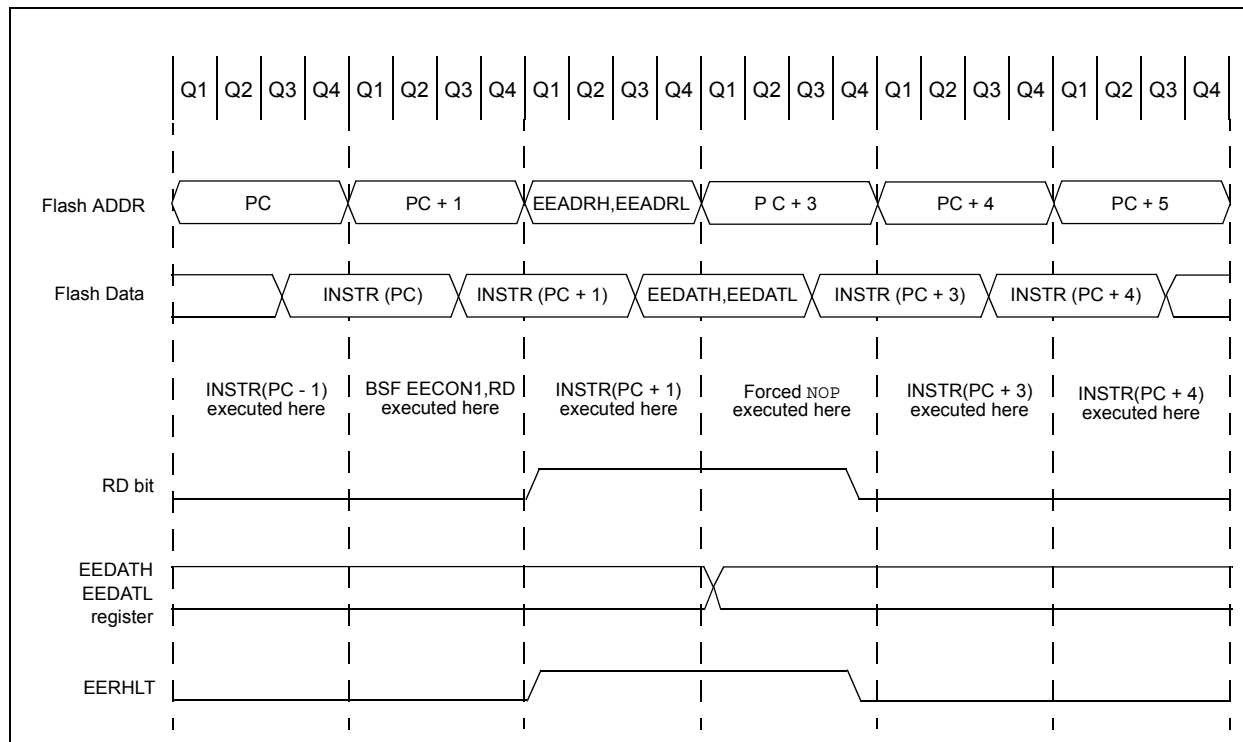 Q1 Q2 Q3 Q4 Q1 Q2 Q3 Q4 Q1 Q2 Q3 Q4 Q1 Q2 Q3 Q4 Q1 Q2 Q3 Q4 Q1 Q2 Q3 Q4
Flash ADDR PC PC + 1 EEADRH,EEADRL P C + 3 PC + 4 PC + 5
Flash Data INSTR (PC) INSTR (PC + 1) EEDATH,EEDATL INSTR (PC + 3) INSTR (PC + 4)
INSTR(PC - 1) BSF EECON1,RD INSTR(PC + 1) Forced NOP INSTR(PC + 3) INSTR(PC + 4)
executed here executed here executed here executed here executed here executed here
RD bit
EEDATH
EEDATL
register
EERHLT